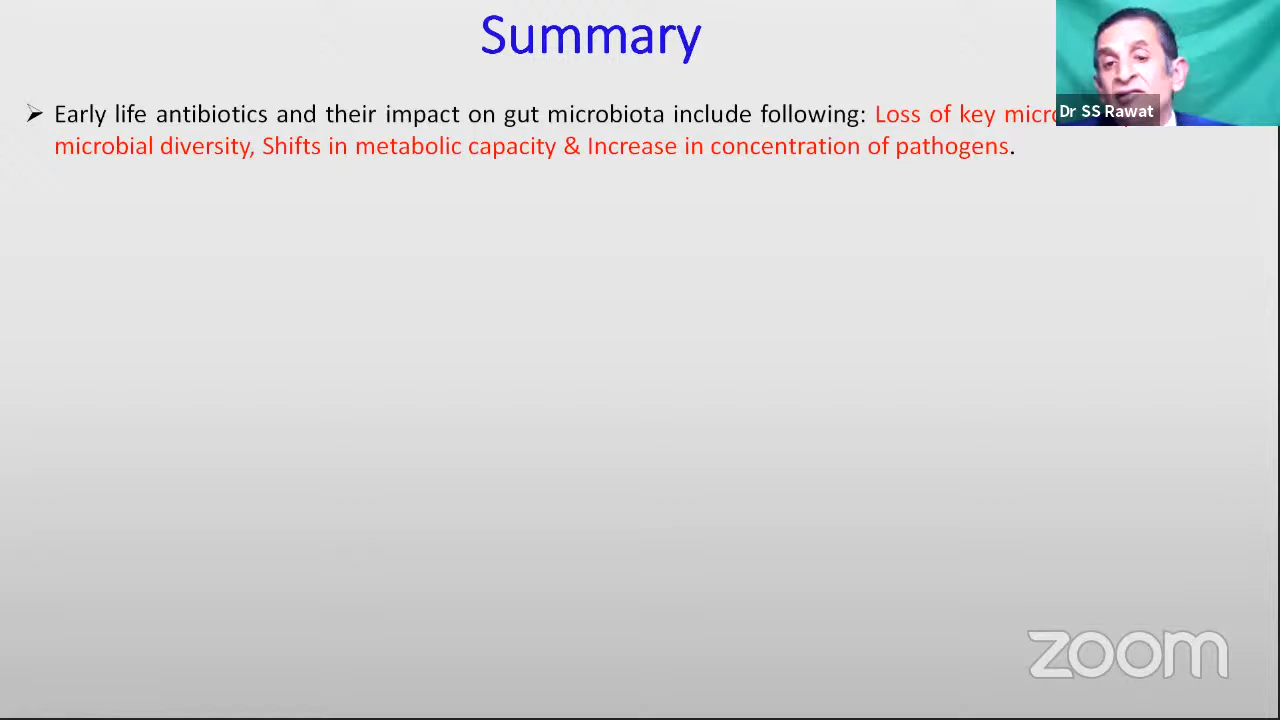 Summary
➢ Early life antibiotics and their impact on gut microbiota include following: Loss of key
microbial diversity, Shifts in metabolic capacity & Increase in concentration of pathogens.
Dr SS Rawat
zoom